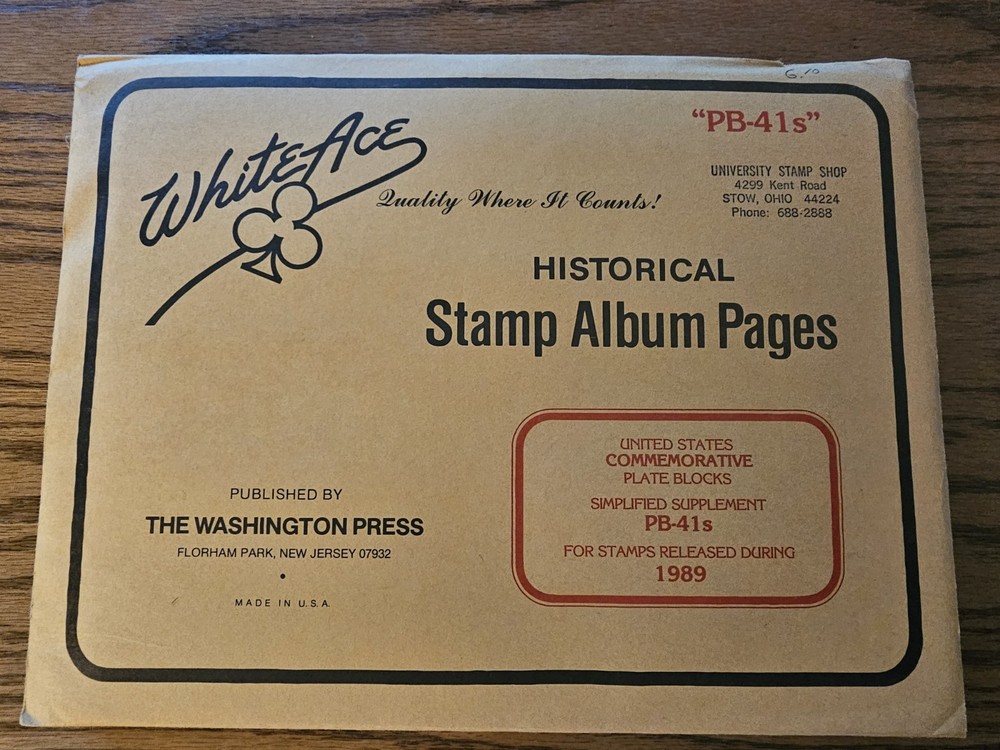 6.10
"PB-41s"
WhiteAce
Quality Where It Counts!
UNIVERSITY STAMP SHOP
4299 Kent Road
STOW, OHIO 44224
Phone: 688-2888
HISTORICAL
Stamp Album Pages
UNITED STATES
COMMEMORATIVE
PLATE BLOCKS
SIMPLIFIED SUPPLEMENT
PB-41s
FOR STAMPS RELEASED DURING
1989
PUBLISHED BY
THE WASHINGTON PRESS
FLORHAM PARK, NEW JERSEY 07932
•
MADE IN U.S.A.